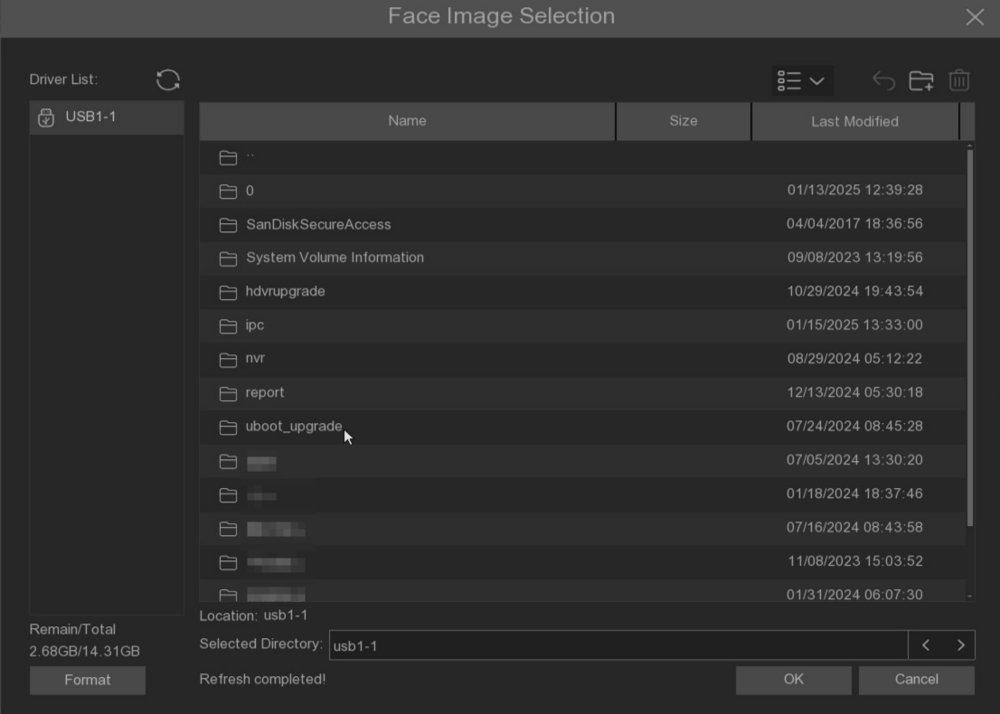 Face Image Selection
Driver List:
USB1-1
Name Size Last Modified
..
0 01/13/2025 12:39:28
SanDiskSecureAccess 04/04/2017 18:36:56
System Volume Information 09/08/2023 13:19:56
hdvrupgrade 10/29/2024 19:43:54
ipc 01/15/2025 13:33:00
nvr 08/29/2024 05:12:22
report 12/13/2024 05:30:18
uboot_upgrade 07/24/2024 08:45:28
07/05/2024 13:30:20
01/18/2024 18:37:46
07/16/2024 08:43:58
11/08/2023 15:03:52
01/31/2024 06:07:30
Location: usb1-1
Remain/Total
2.68GB/14.31GB
Selected Directory: usb1-1
Format
Refresh completed!
OK
Cancel